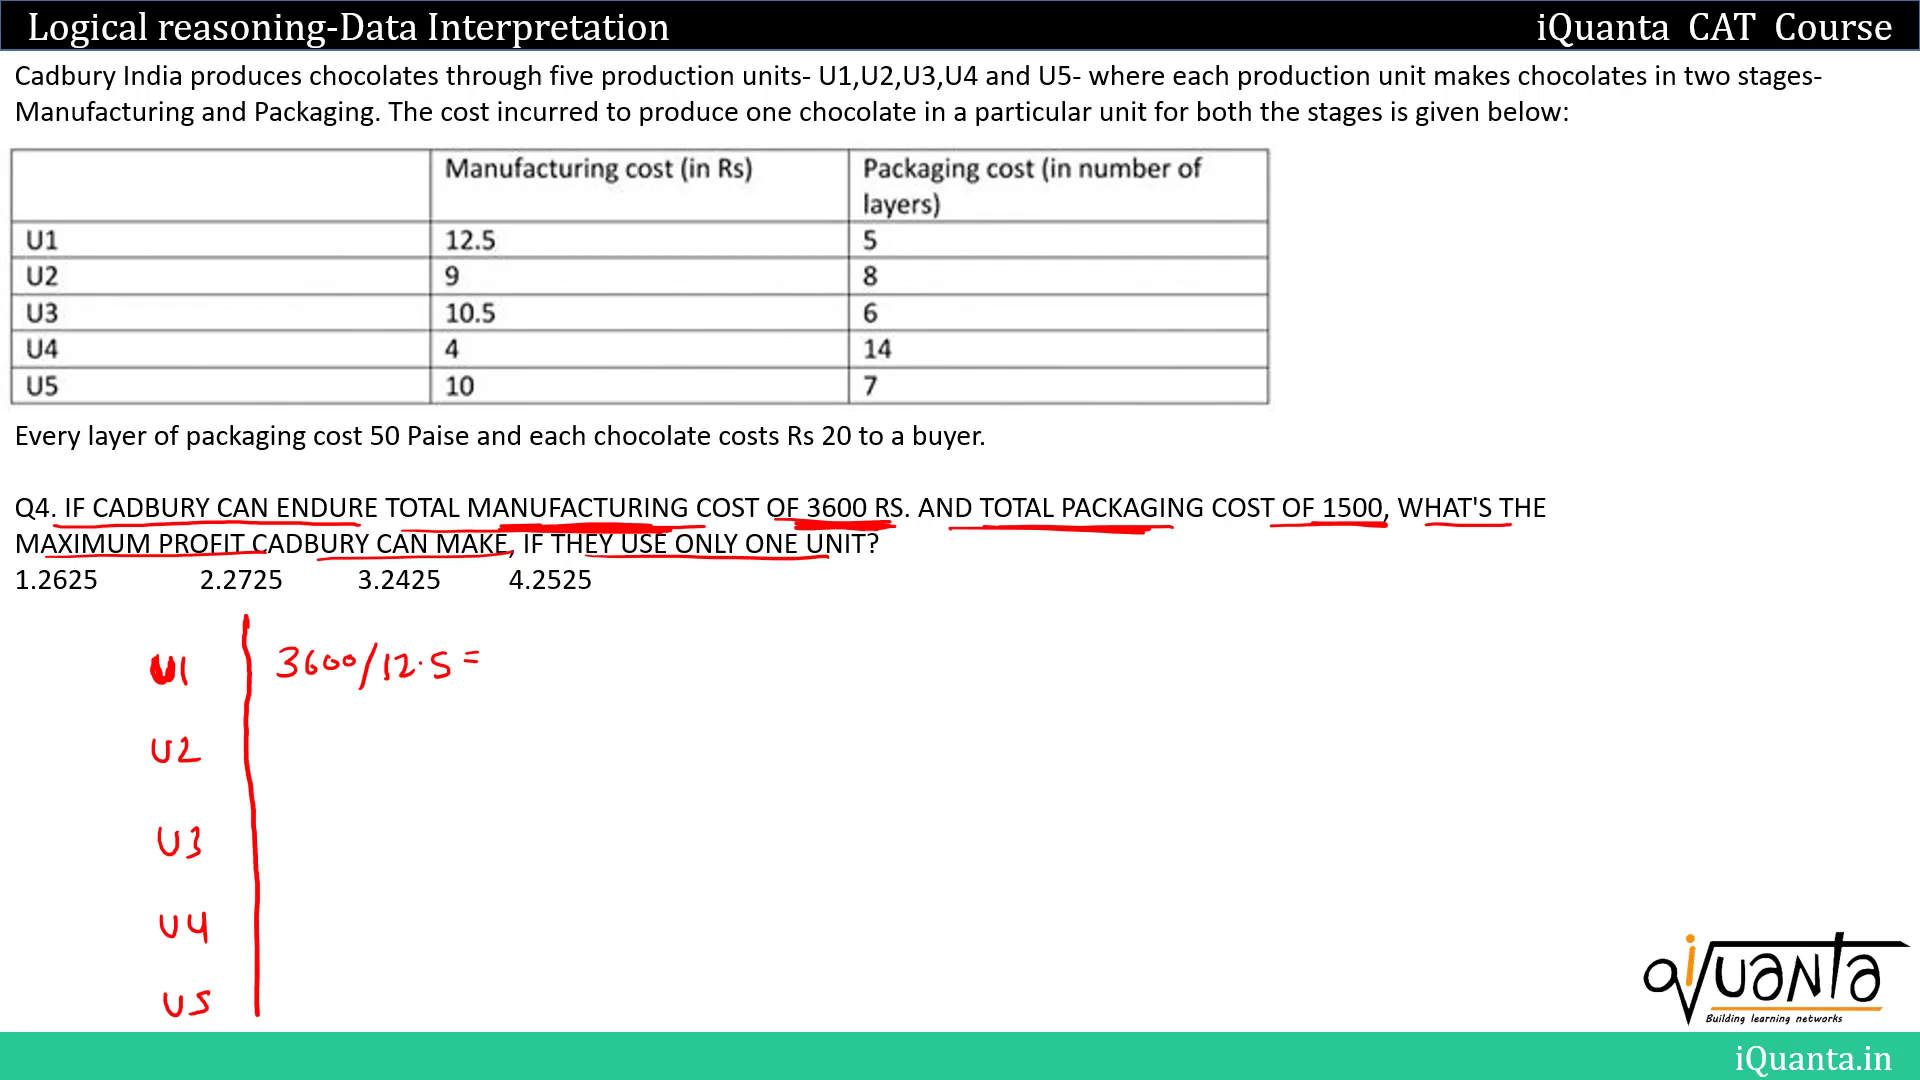 Logical reasoning-Data Interpretation
iQuanta CAT Course
Cadbury India produces chocolates through five production units- U1,U2,U3,U4 and U5- where each production unit makes chocolates in two stages-
Manufacturing and Packaging. The cost incurred to produce one chocolate in a particular unit for both the stages is given below:
Manufacturing cost (in Rs) Packaging cost (in number of layers)
U1 12.5 5
U2 9 8
U3 10.5 6
U4 4 14
U5 10 7
Every layer of packaging cost 50 Paise and each chocolate costs Rs 20 to a buyer.
Q4. IF CADBURY CAN ENDURE TOTAL MANUFACTURING COST OF 3600 RS. AND TOTAL PACKAGING COST OF 1500, WHAT'S THE
MAXIMUM PROFIT CADBURY CAN MAKE, IF THEY USE ONLY ONE UNIT?
1.2625 2.2725 3.2425 4.2525
U1 3600/12.5=
U2
U3
U4
U5
iQuanta
Building learning networks
iQuanta.in